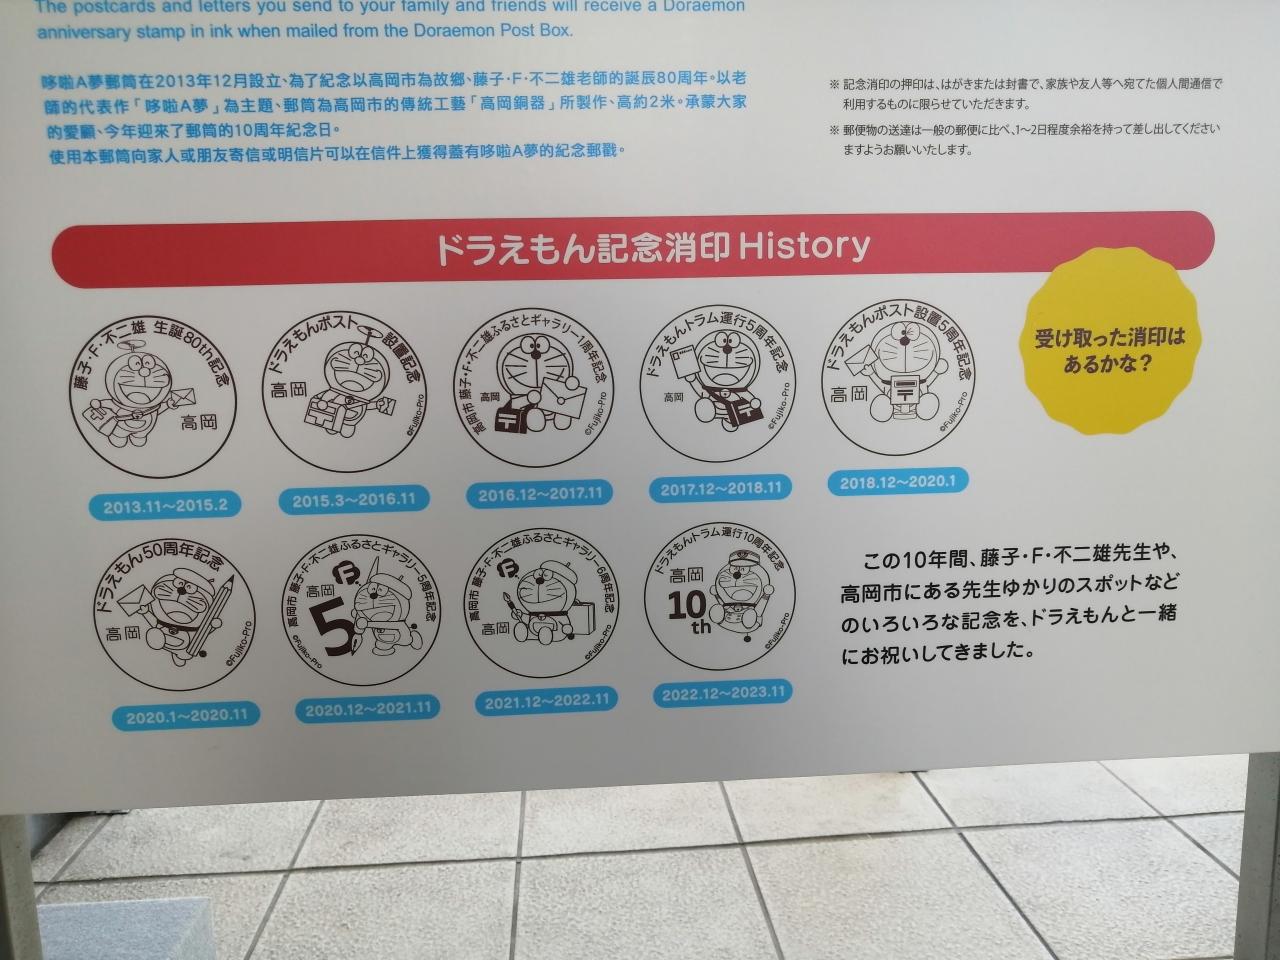 The postcards and letters you send to your family and friends will receive a Doraemon
anniversary stamp in ink when mailed from the Doraemon Post Box.
哆啦A夢郵筒在2013年12月設立、為了紀念以高岡市為故鄉、藤子・F・不二雄老師的誕辰80周年。以老
師的代表作「哆啦A夢」為主題、郵筒為高岡市的傳統工藝「高岡銅器」所製作、高約2米。承蒙大家
的愛顧、今年迎來了郵筒的10周年紀念日。
使用本郵筒向家人或朋友寄信或明信片可以在信件上獲得蓋有哆啦A夢的紀念郵戳。
※ 記念消印の押印は、はがきまたは封書で、家族や友人等へ宛てた個人間通信で
利用するものに限らせていただきます。
※ 郵便物の送達は一般の郵便に比べ、1〜2日程度余裕を持って差し出してください
ますようお願いいたします。
ドラえもん記念消印 History
受け取った消印は
あるかな？
藤子・F・不二雄 生誕80th記念
高岡
2013.11〜2015.2
ドラえもんポスト設置記念
高岡
©Fujiko-Pro
2015.3〜2016.11
高岡市 藤子・F・不二雄ふるさとギャラリー1周年記念
高岡
©Fujiko-Pro
2016.12〜2017.11
ドラえもんトラム運行5周年記念
高岡
©Fujiko-Pro
2017.12〜2018.11
ドラえもんポスト設置5周年記念
高岡
©Fujiko-Pro
2018.12〜2020.1
ドラえもん50周年記念
高岡
©Fujiko-Pro
2020.1〜2020.11
高岡市 藤子・F・不二雄ふるさとギャラリー5周年記念
高岡
5
©Fujiko-Pro
2020.12〜2021.11
高岡市 藤子・F・不二雄ふるさとギャラリー6周年記念
高岡
©Fujiko-Pro
2021.12〜2022.11
ドラえもんトラム運行10周年記念
高岡
10
th
©Fujiko-Pro
2022.12〜2023.11
この10年間、藤子・F・不二雄先生や、
高岡市にある先生ゆかりのスポットなど
のいろいろな記念を、ドラえもんと一緒
にお祝いしてきました。